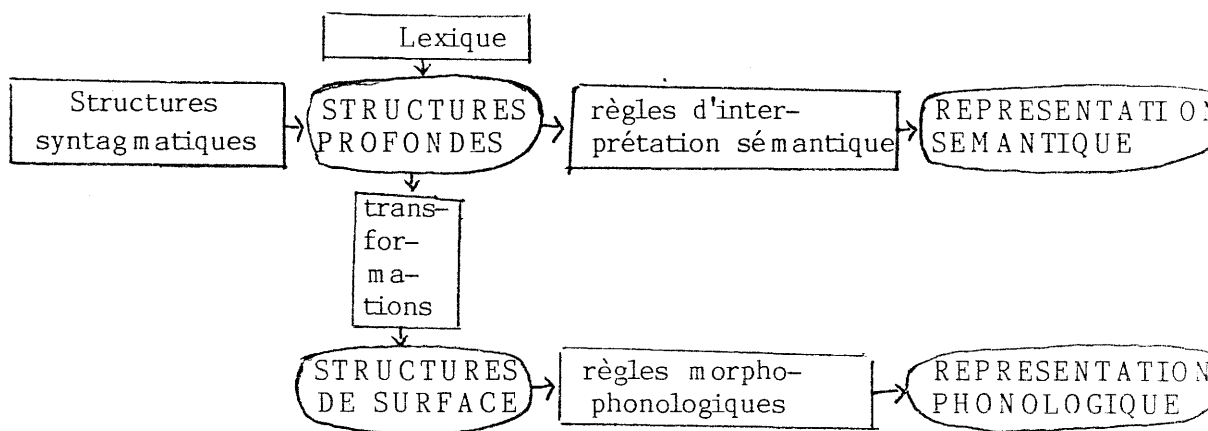 Lexique
Structures
syntagmatiques
STRUCTURES
PROFONDES
règles d'inter-
prétation sémantique
REPRESENTATION
SEMANTIQUE
trans-
for-
ma-
tions
STRUCTURES
DE SURFACE
règles morpho-
phonologiques
REPRESENTATION
PHONOLOGIQUE